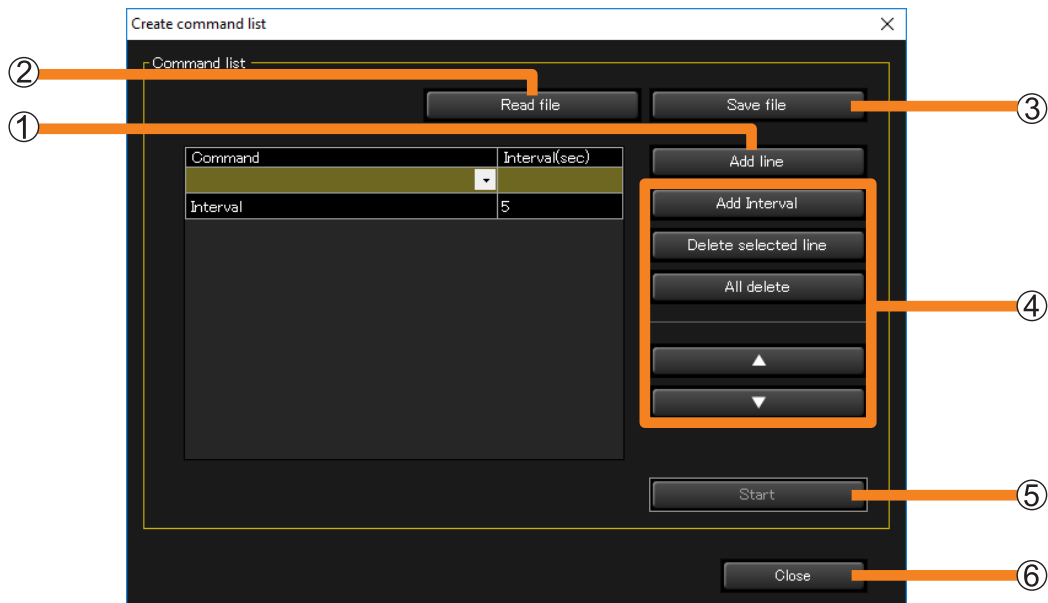 Create command list
Command list
②
Read file
Save file
③
①
Command Interval(sec)
Add line
Interval 5
Add Interval
Delete selected line
All delete
④
▲
▼
Start
⑤
Close
⑥